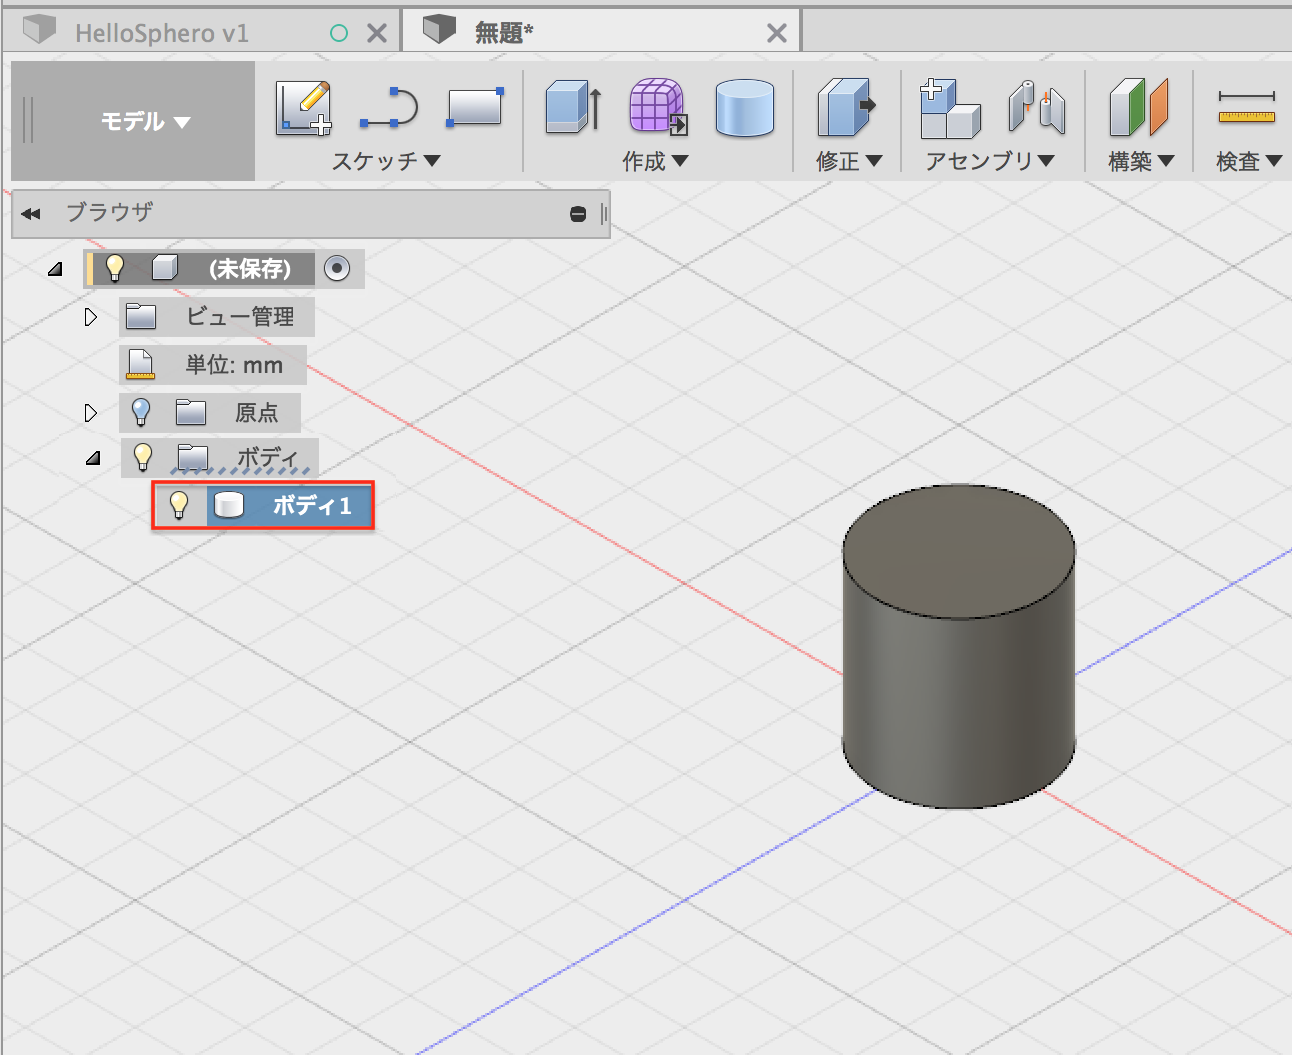 HelloSphero v1
無題*
モデル
スケッチ
作成
修正
アセンブリ
構築
検査
ブラウザ
(未保存)
ビュー管理
単位: mm
原点
ボディ
ボディ1